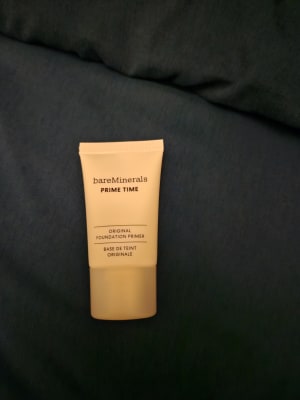 bareMinerals
PRIME TIME
ORIGINAL
FOUNDATION PRIMER
BASE DE TEINT
ORIGINALE